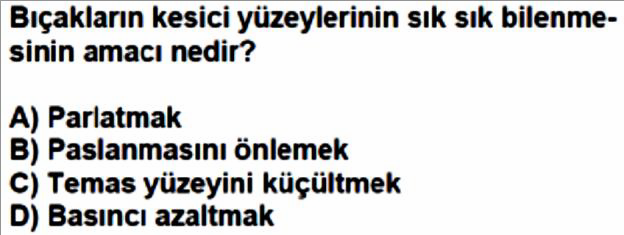 Bıçakların kesici yüzeylerinin sık sık bilenme-
sinin amacı nedir?
A) Parlatmak
B) Paslanmasını önlemek
C) Temas yüzeyini küçültmek
D) Basıncı azaltmak